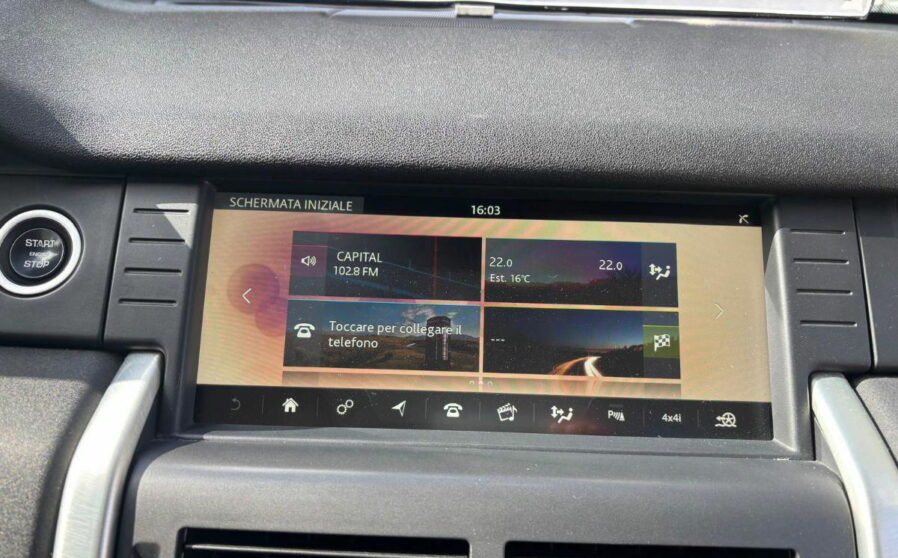 SCHERMATA INIZIALE
16:03
START
ENGINE
STOP
CAPITAL
102.8 FM
22.0
22.0
Est. 16°C
Toccare per collegare il
telefono
---
4x4i